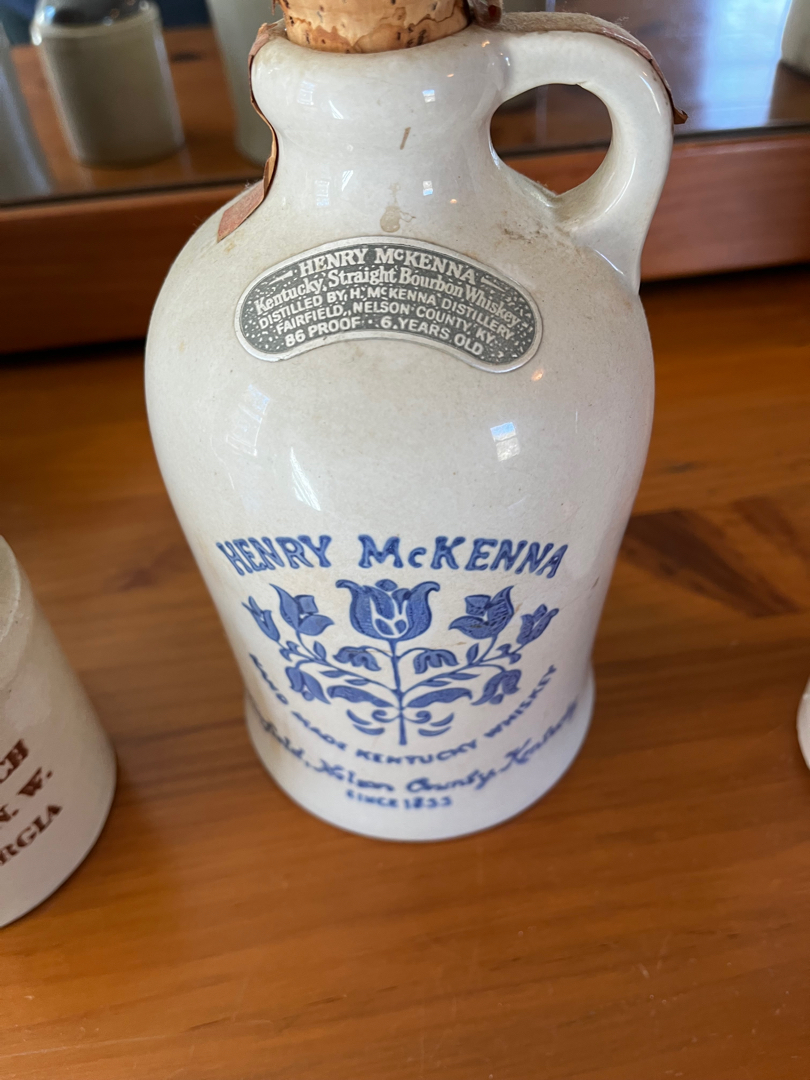 HENRY McKENNA
Kentucky Straight Bourbon Whiskey
DISTILLED BY H. McKENNA DISTILLERY
FAIRFIELD, NELSON COUNTY, KY.
86 PROOF 6 YEARS OLD
HENRY McKENNA
HAND MADE KENTUCKY WHISKEY
Fairfield, Nelson County, Kentucky
SINCE 1855
N. W.